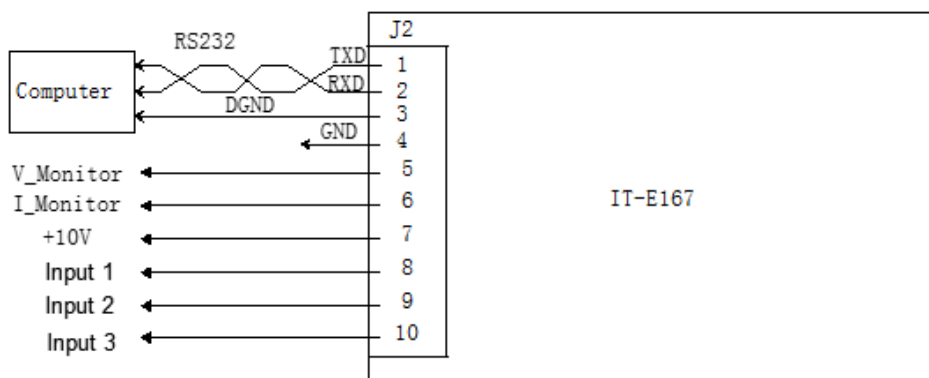 J2
RS232
TXD
1
Computer
RXD
2
DGND
3
GND
4
V_Monitor
5
I_Monitor
6
IT-E167
+10V
7
Input 1
8
Input 2
9
Input 3
10